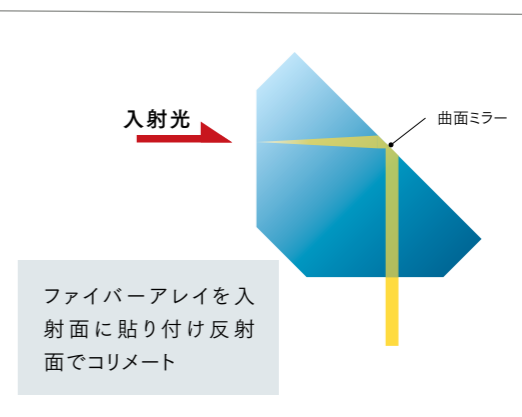 入射光
曲面ミラー
ファイバーアレイを入
射面に貼り付け反射
面でコリメート